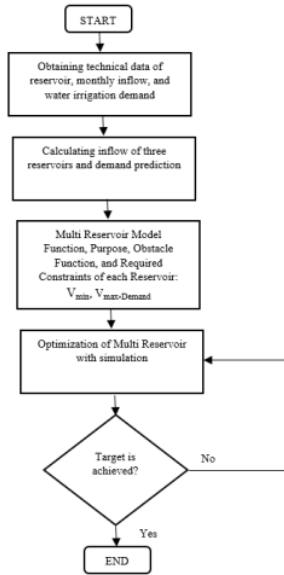 START
Obtaining technical data of
reservoir, monthly inflow, and
water irrigation demand
Calculating inflow of three
reservoirs and demand prediction
Multi Reservoir Model
Function, Purpose, Obstacle
Function, and Required
Constraints of each Reservoir:
Vmin, Vmax-Demand
Optimization of Multi Reservoir
with simulation
Target is
achieved?
No
Yes
END